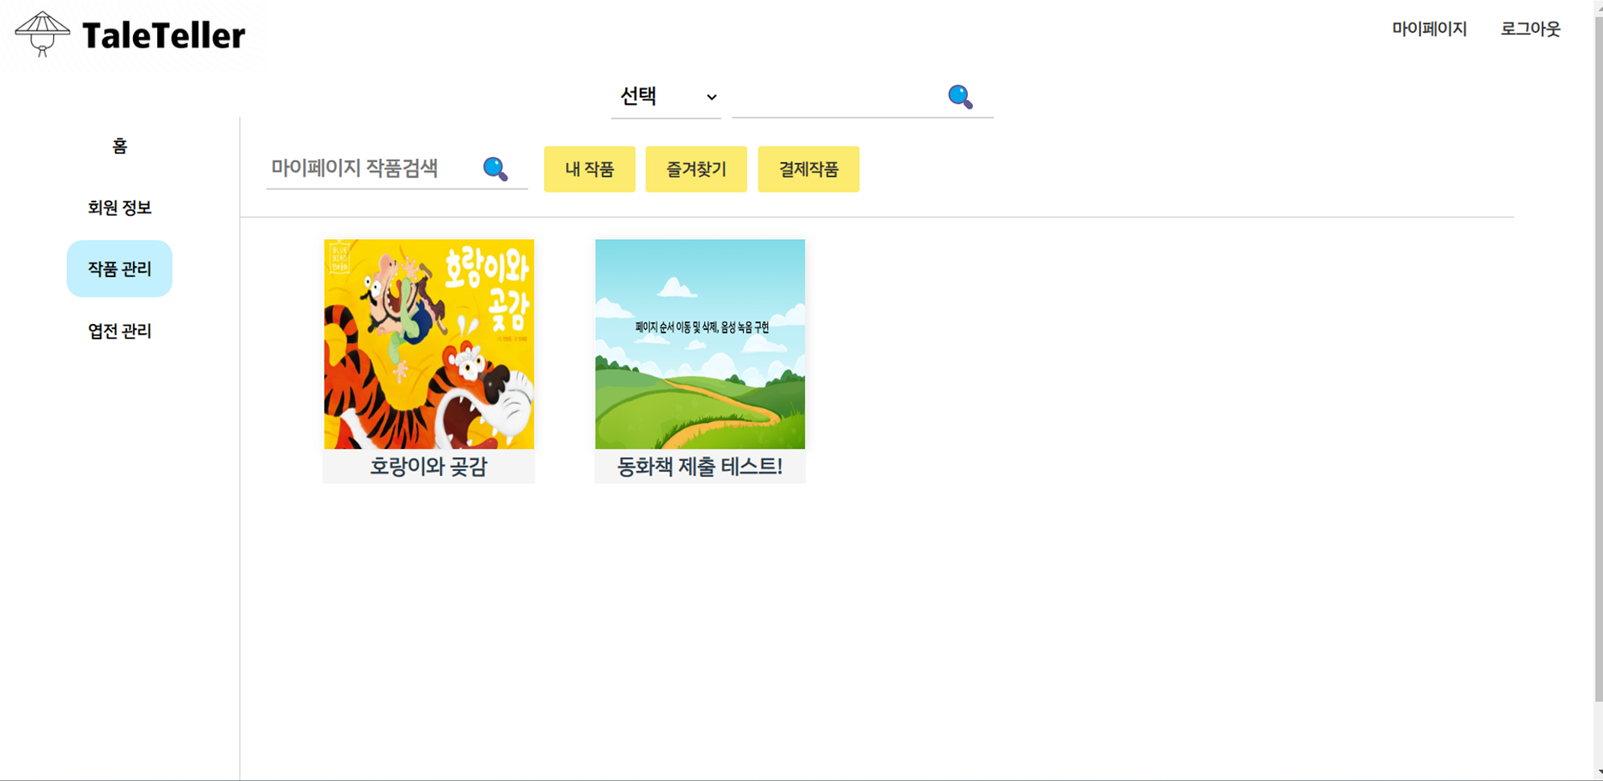 TaleTeller
마이페이지 로그아웃
선택
홈
회원 정보
작품 관리
엽전 관리
마이페이지 작품검색
내 작품 즐겨찾기 결제작품
호랑이와
곶감
호랑이와 곶감
페이지 순서 이동 및 삭제, 음성 녹음 구현
동화책 제출 테스트!